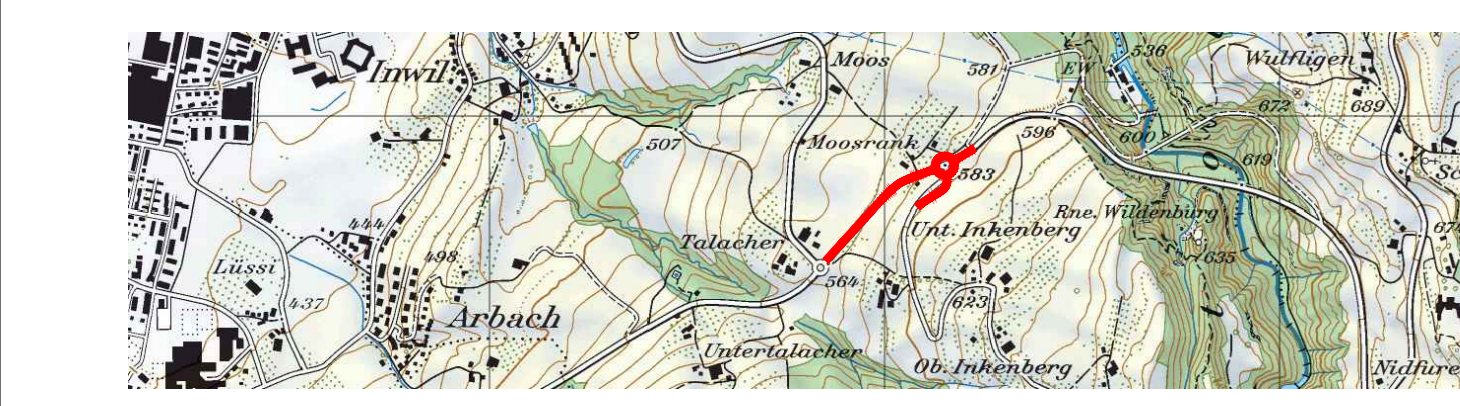 536
Wulfligen
Moos
581
EW
Inwil
672
689
596
600
507
Moosrank
619
583
Rne. Wildenburg
444
Unt. Inkenberg
Talacher
635
498
Lüssi
564
437
623
Arbach
Untertalacher
Ob. Inkenberg